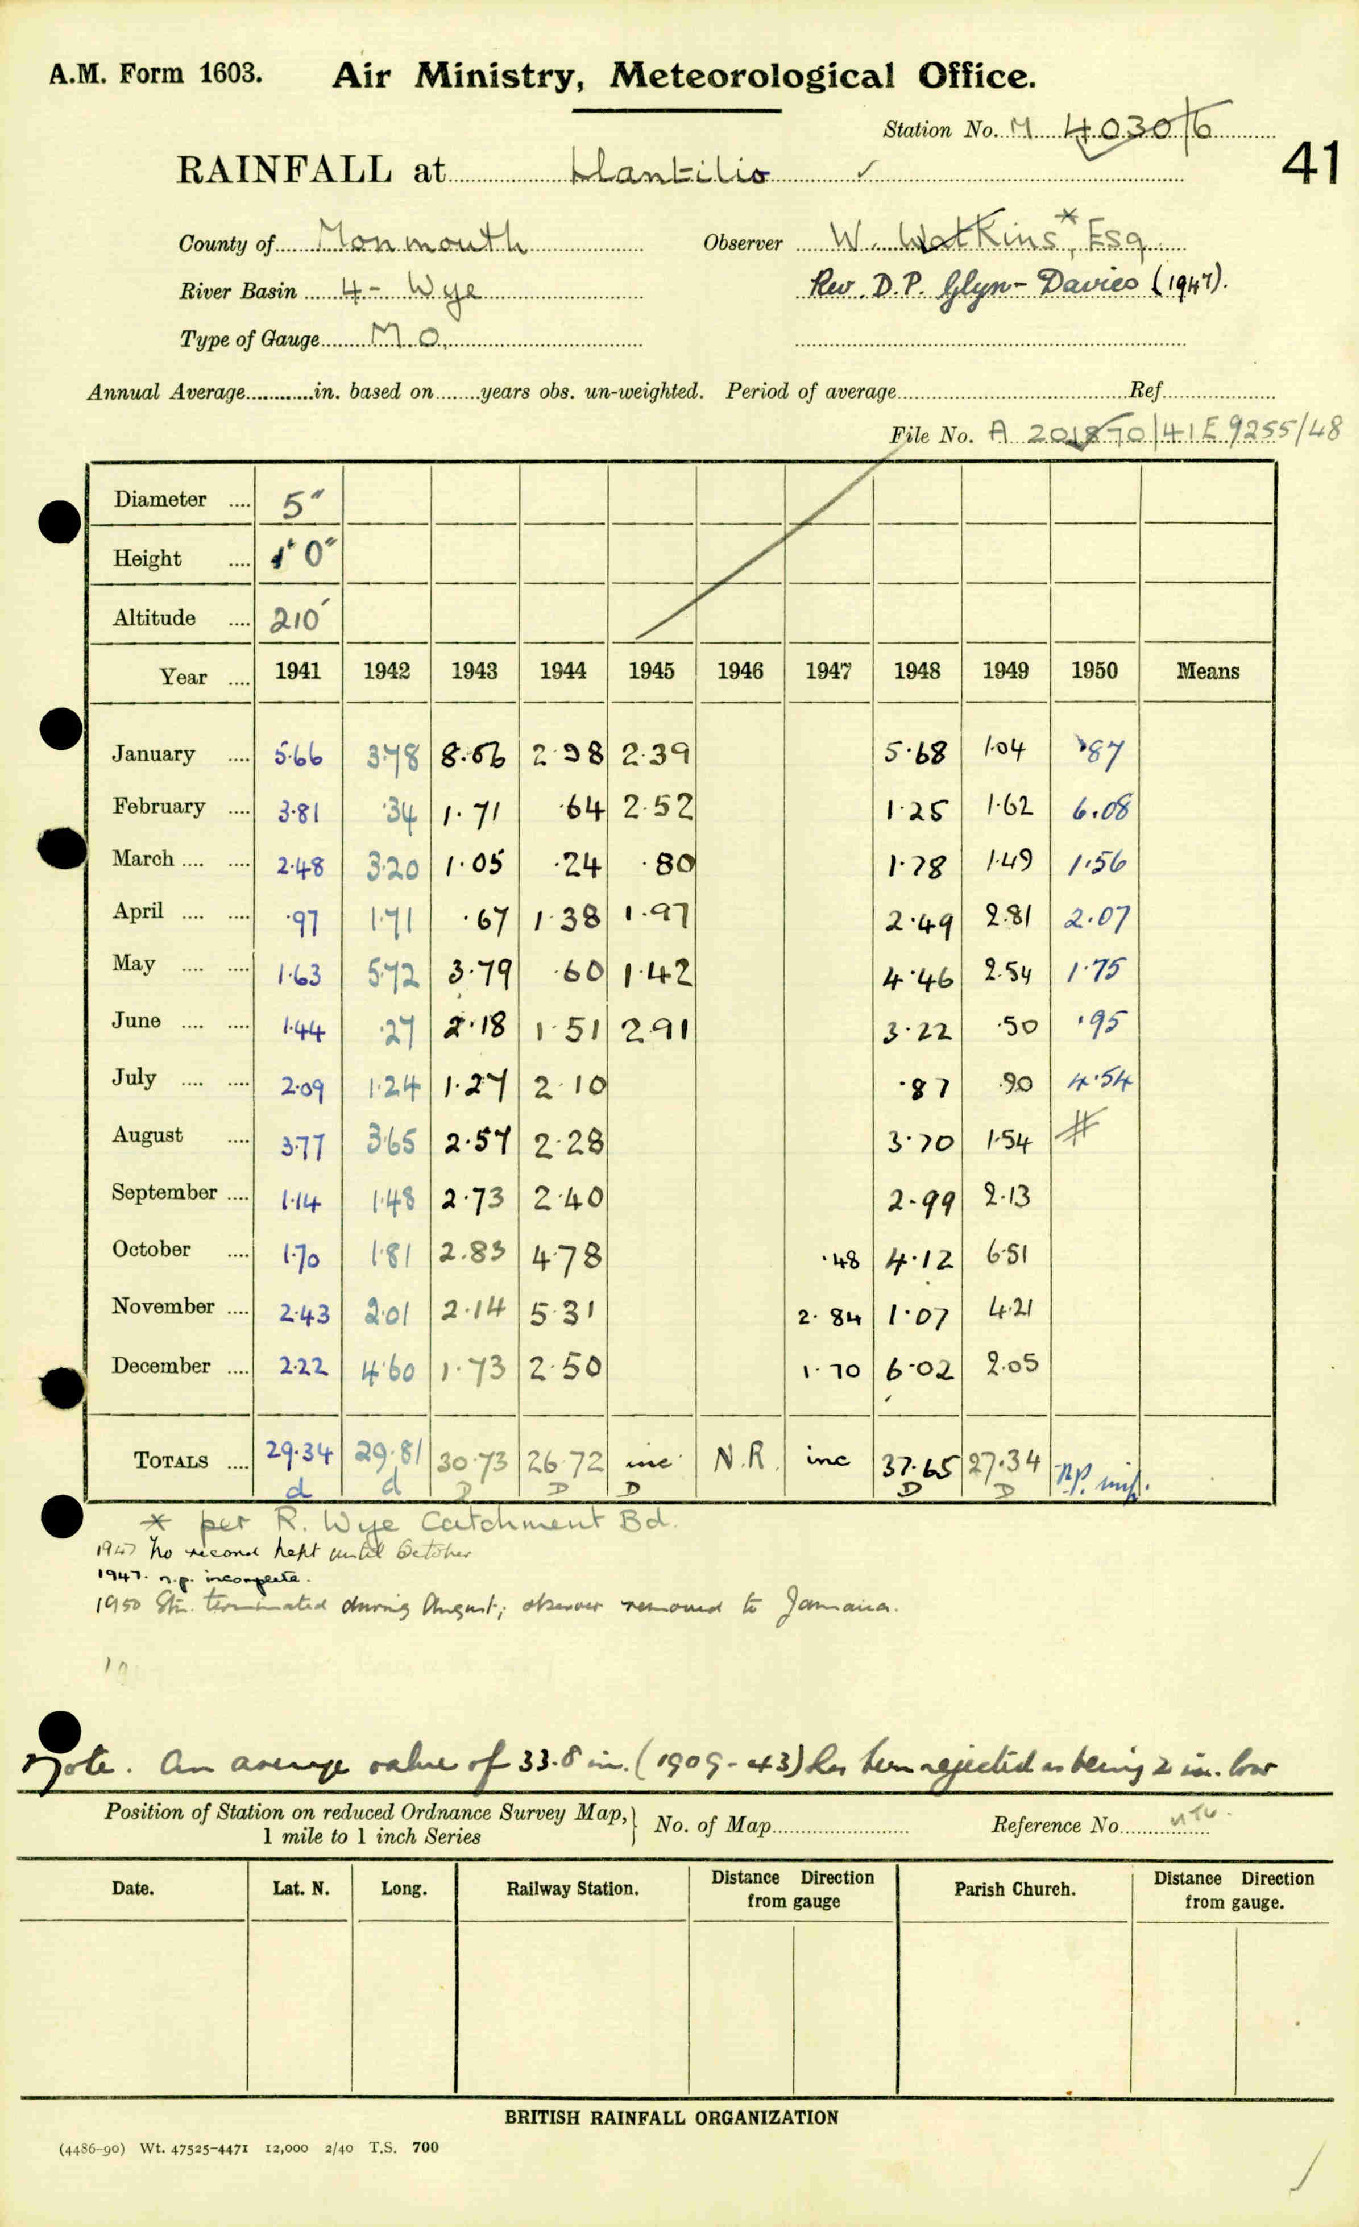 A.M. Form 1603. Air Ministry, Meteorological Office.
Station No. M 4030/6
41
RAINFALL at Llantilio ✓
County of Monmouth Observer W. Watkins*, Esq
River Basin 4 - Wye Rev. D.P. Glyn-Davies (1947).
Type of Gauge M.O.
Annual Average in. based on years obs. un-weighted. Period of average Ref
File No. A 201870/41 E 9255/48
Diameter .... 5"
Height .... 1' 0"
Altitude .... 210'
Year .... 1941 1942 1943 1944 1945 1946 1947 1948 1949 1950 Means
January .... 5.66 3.78 8.06 2.98 2.39 5.68 1.04 .87
February .... 3.81 .34 1.71 .64 2.52 1.25 1.62 6.08
March .... .... 2.48 3.20 1.05 .24 .80 1.78 1.49 1.56
April .... .... .97 1.71 .67 1.38 1.97 2.49 2.81 2.07
May .... .... 1.63 5.72 3.79 .60 1.42 4.46 2.54 1.75
June .... .... 1.44 .27 2.18 1.51 2.91 3.22 .50 .95
July .... .... 2.09 1.24 1.27 2.10 .87 .90 4.54
August .... 3.77 3.65 2.57 2.28 3.70 1.54 #
September .... 1.14 1.48 2.73 2.40 2.99 2.13
October .... 1.70 1.81 2.83 4.78 .48 4.12 6.51
November .... 2.43 2.01 2.14 5.31 2.84 1.07 4.21
December .... 2.22 4.60 1.73 2.50 1.70 6.02 2.05
TOTALS .... 29.34 29.81 30.73 26.72 inc N.R. inc 37.65 27.34 n.p. inc.
d d D D D D D
* per R. Wye Catchment Bd.
1947 No record kept until October
1947. n.p. incomplete.
1950 Stn. terminated during August; observer removed to Jamaica.
19
Note. An average value of 33.8 in. (1909-43) has been rejected as being 2 in. low
Position of Station on reduced Ordnance Survey Map, 1 mile to 1 inch Series } No. of Map Reference No.
Date. Lat. N. Long. Railway Station. Distance Direction from gauge Parish Church. Distance Direction from gauge.
BRITISH RAINFALL ORGANIZATION
(4486-90) Wt. 47525-4471 12,000 2/40 T.S. 700